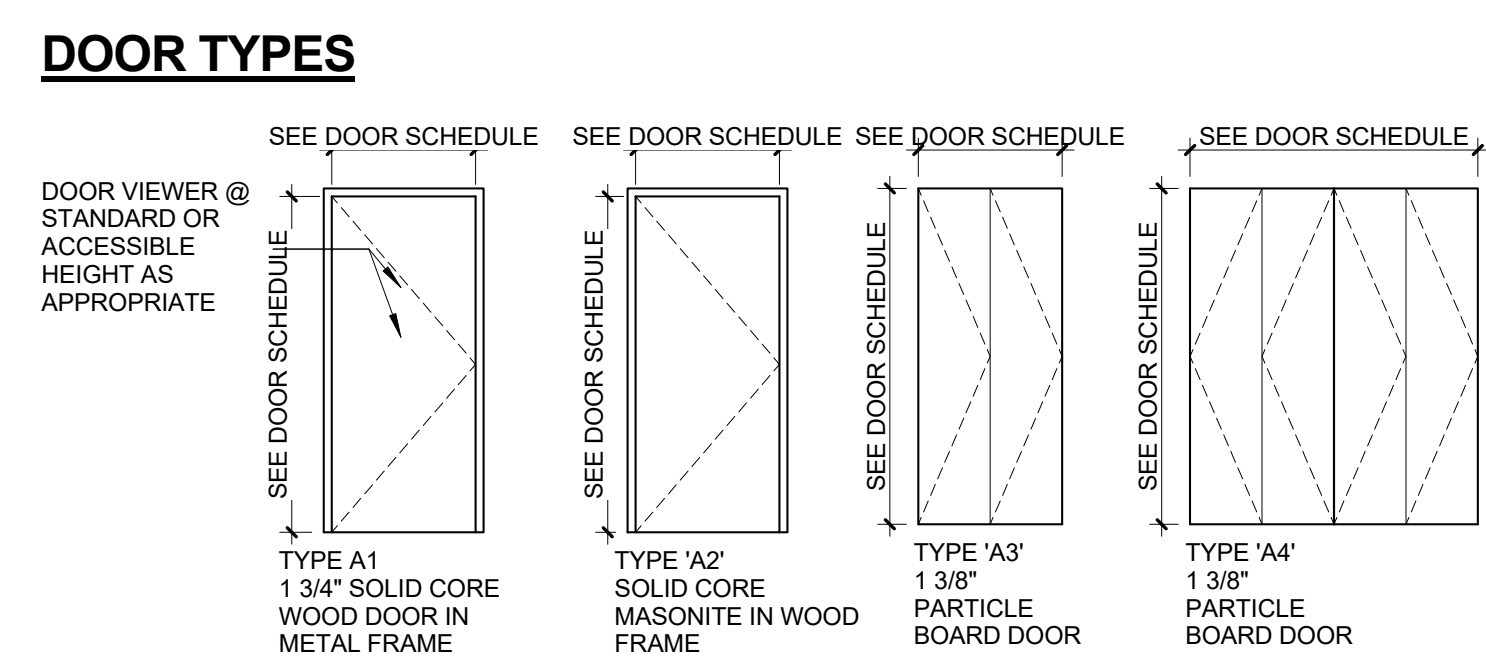 DOOR TYPES
SEE DOOR SCHEDULE
SEE DOOR SCHEDULE
SEE DOOR SCHEDULE
SEE DOOR SCHEDULE
DOOR VIEWER @
STANDARD OR
ACCESSIBLE
HEIGHT AS
APPROPRIATE
SEE DOOR SCHEDULE
SEE DOOR SCHEDULE
SEE DOOR SCHEDULE
SEE DOOR SCHEDULE
TYPE A1
1 3/4" SOLID CORE
WOOD DOOR IN
METAL FRAME
TYPE 'A2'
SOLID CORE
MASONITE IN WOOD
FRAME
TYPE 'A3'
1 3/8"
PARTICLE
BOARD DOOR
TYPE 'A4'
1 3/8"
PARTICLE
BOARD DOOR